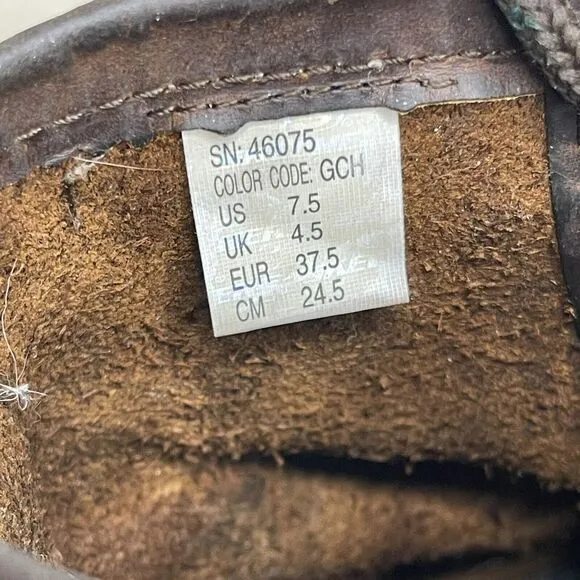 SN: 46075
COLOR CODE: GCH
US 7.5
UK 4.5
EUR 37.5
CM 24.5